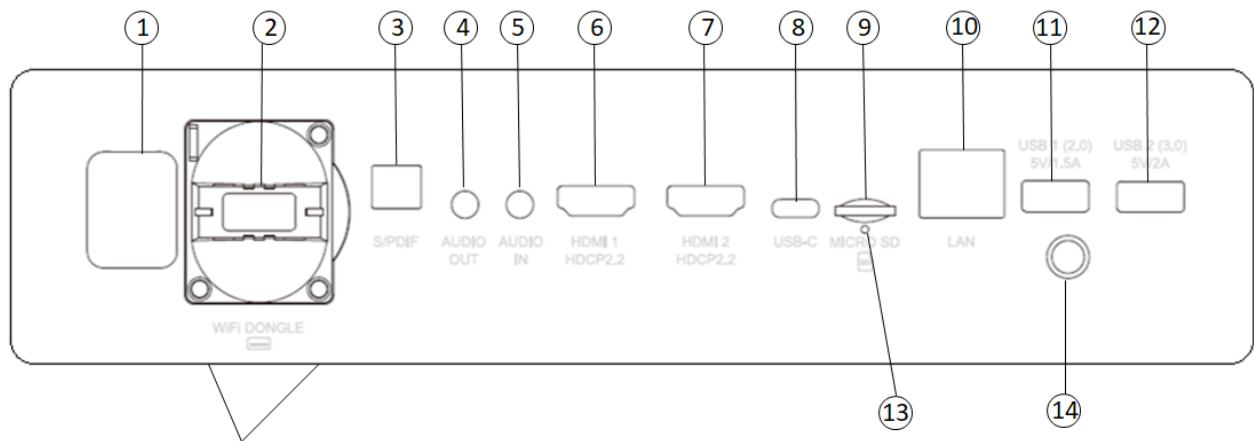 1 2 3 4 5 6 7 8 9 10 11 12
USB 1 (2,0) USB 2 (3,0)
5V/1.5A 5V/2A
S/PDIF AUDIO AUDIO HDMI 1 HDMI 2 USB-C MICRO SD LAN
OUT IN HDCP2,2 HDCP2,2
WiFi DONGLE
13 14